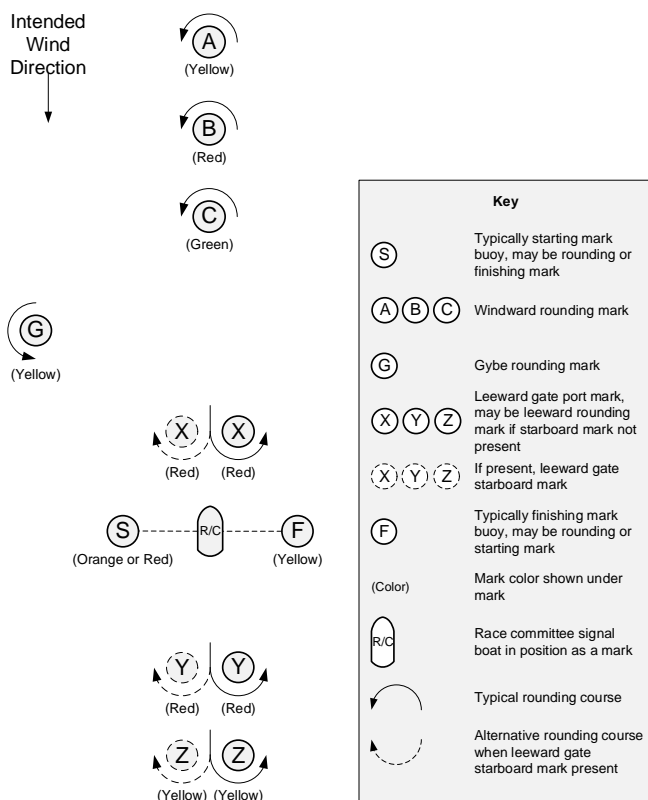 Intended
Wind
Direction
A
(Yellow)
B
(Red)
C
(Green)
G
(Yellow)
X X
(Red) (Red)
S R/C F
(Orange or Red) (Yellow)
Y Y
(Red) (Red)
Z Z
(Yellow) (Yellow)
Key
S
Typically starting mark
buoy, may be rounding or
finishing mark
A B C Windward rounding mark
G Gybe rounding mark
X Y Z
Leeward gate port mark,
may be leeward rounding
mark if starboard mark not
present
X Y Z
If present, leeward gate
starboard mark
F
Typically finishing mark
buoy, may be rounding or
starting mark
(Color)
Mark color shown under
mark
R/C
Race committee signal
boat in position as a mark
Typical rounding course
Alternative rounding course
when leeward gate
starboard mark present